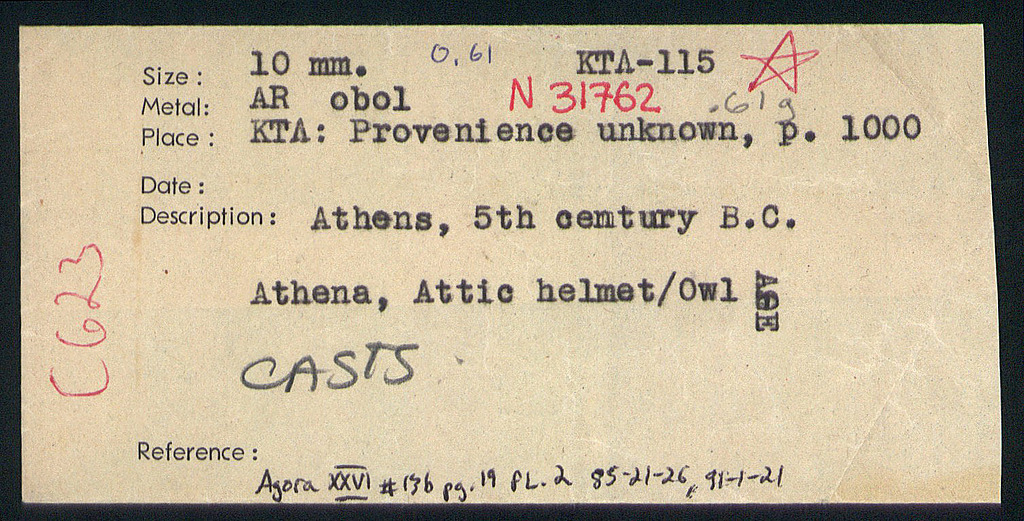 Size: 10 mm. 0.61 KTA-115
Metal: AR obol N 31762 .61g
Place: KTA: Provenience unknown, p. 1000
Date:
Description: Athens, 5th cemtury B.C.
Athena, Attic helmet/Owl AGE
C623
CASTS
Reference:
Agora XXVI #13b pg. 19 PL. 2 85-21-26, 91-1-21